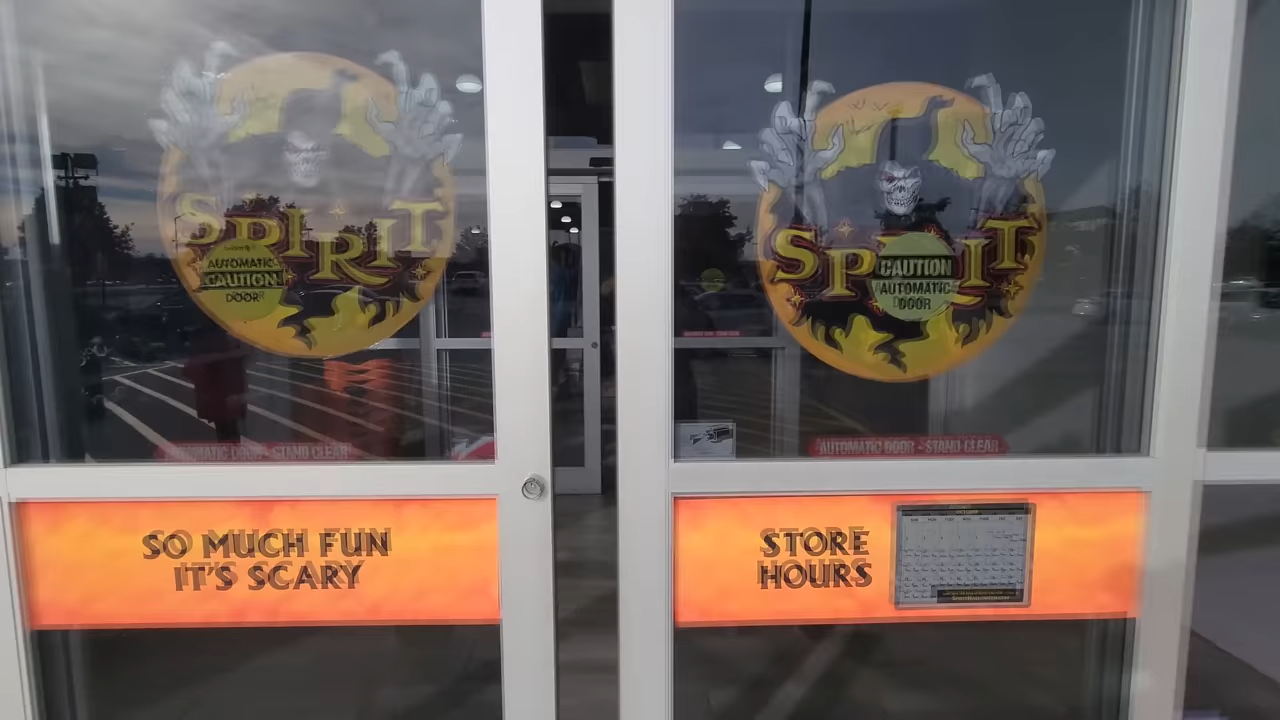 SPIRIT
AUTOMATIC
CAUTION
DOOR
AUTOMATIC DOOR - STAND CLEAR!
SO MUCH FUN
IT'S SCARY
SPIRIT
CAUTION
AUTOMATIC
DOOR
AUTOMATIC DOOR - STAND CLEAR
STORE
HOURS